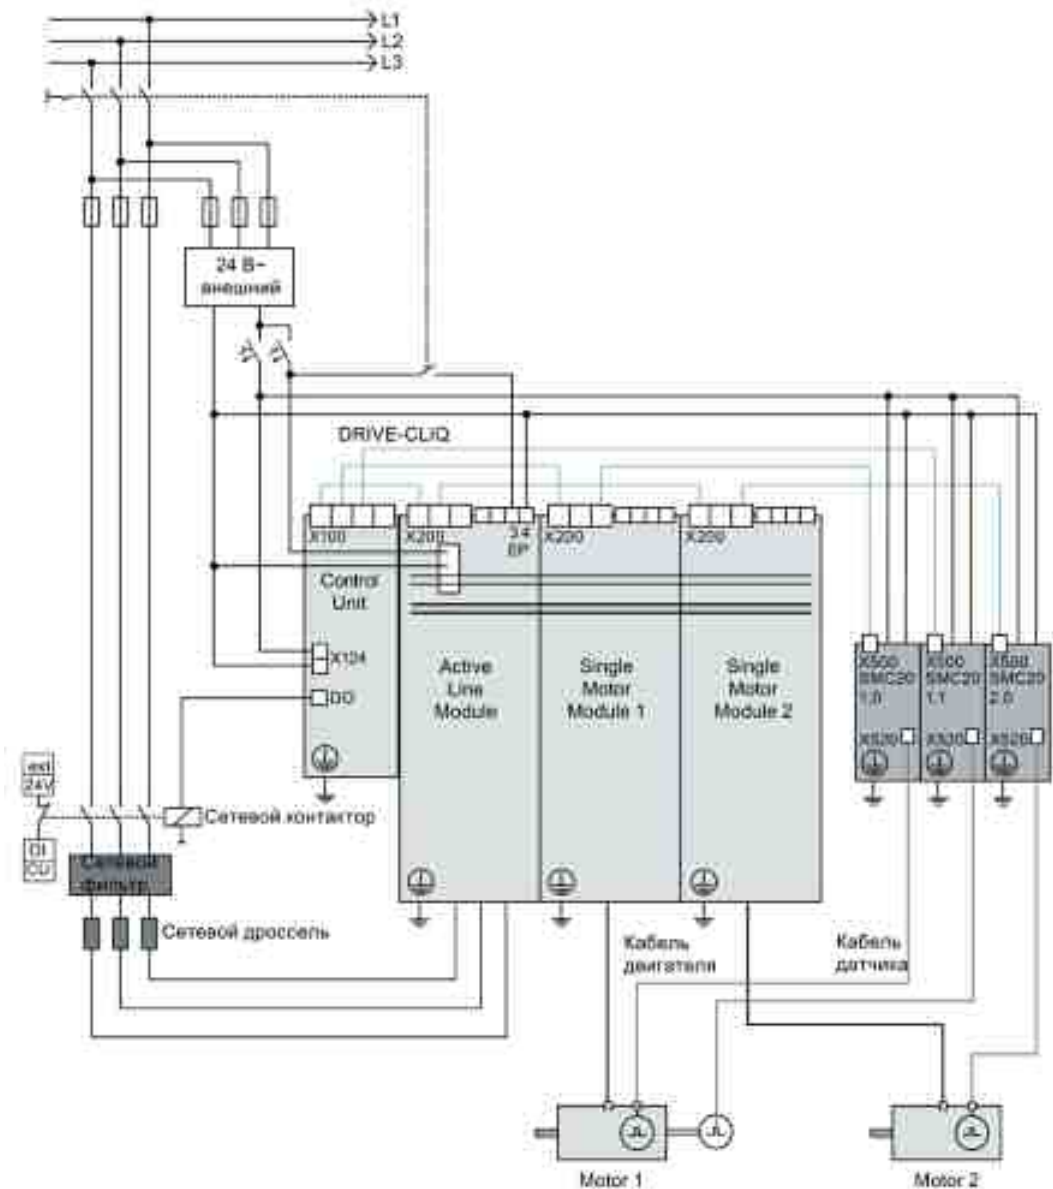 L1
L2
L3
24 В~
внешний
DRIVE-CLiQ
X100
X200
3 4
EP
X200
X200
Control
Unit
X124
DO
Active
Line
Module
Single
Motor
Module 1
Single
Motor
Module 2
X500
SMC20
1.0
X520
X500
SMC20
1.1
X520
X500
SMC20
2.0
X520
ext
24V
Сетевой контактор
DI
CU
Сетевой
фильтр
Сетевой дроссель
Кабель
двигателя
Кабель
датчика
Motor 1
Motor 2